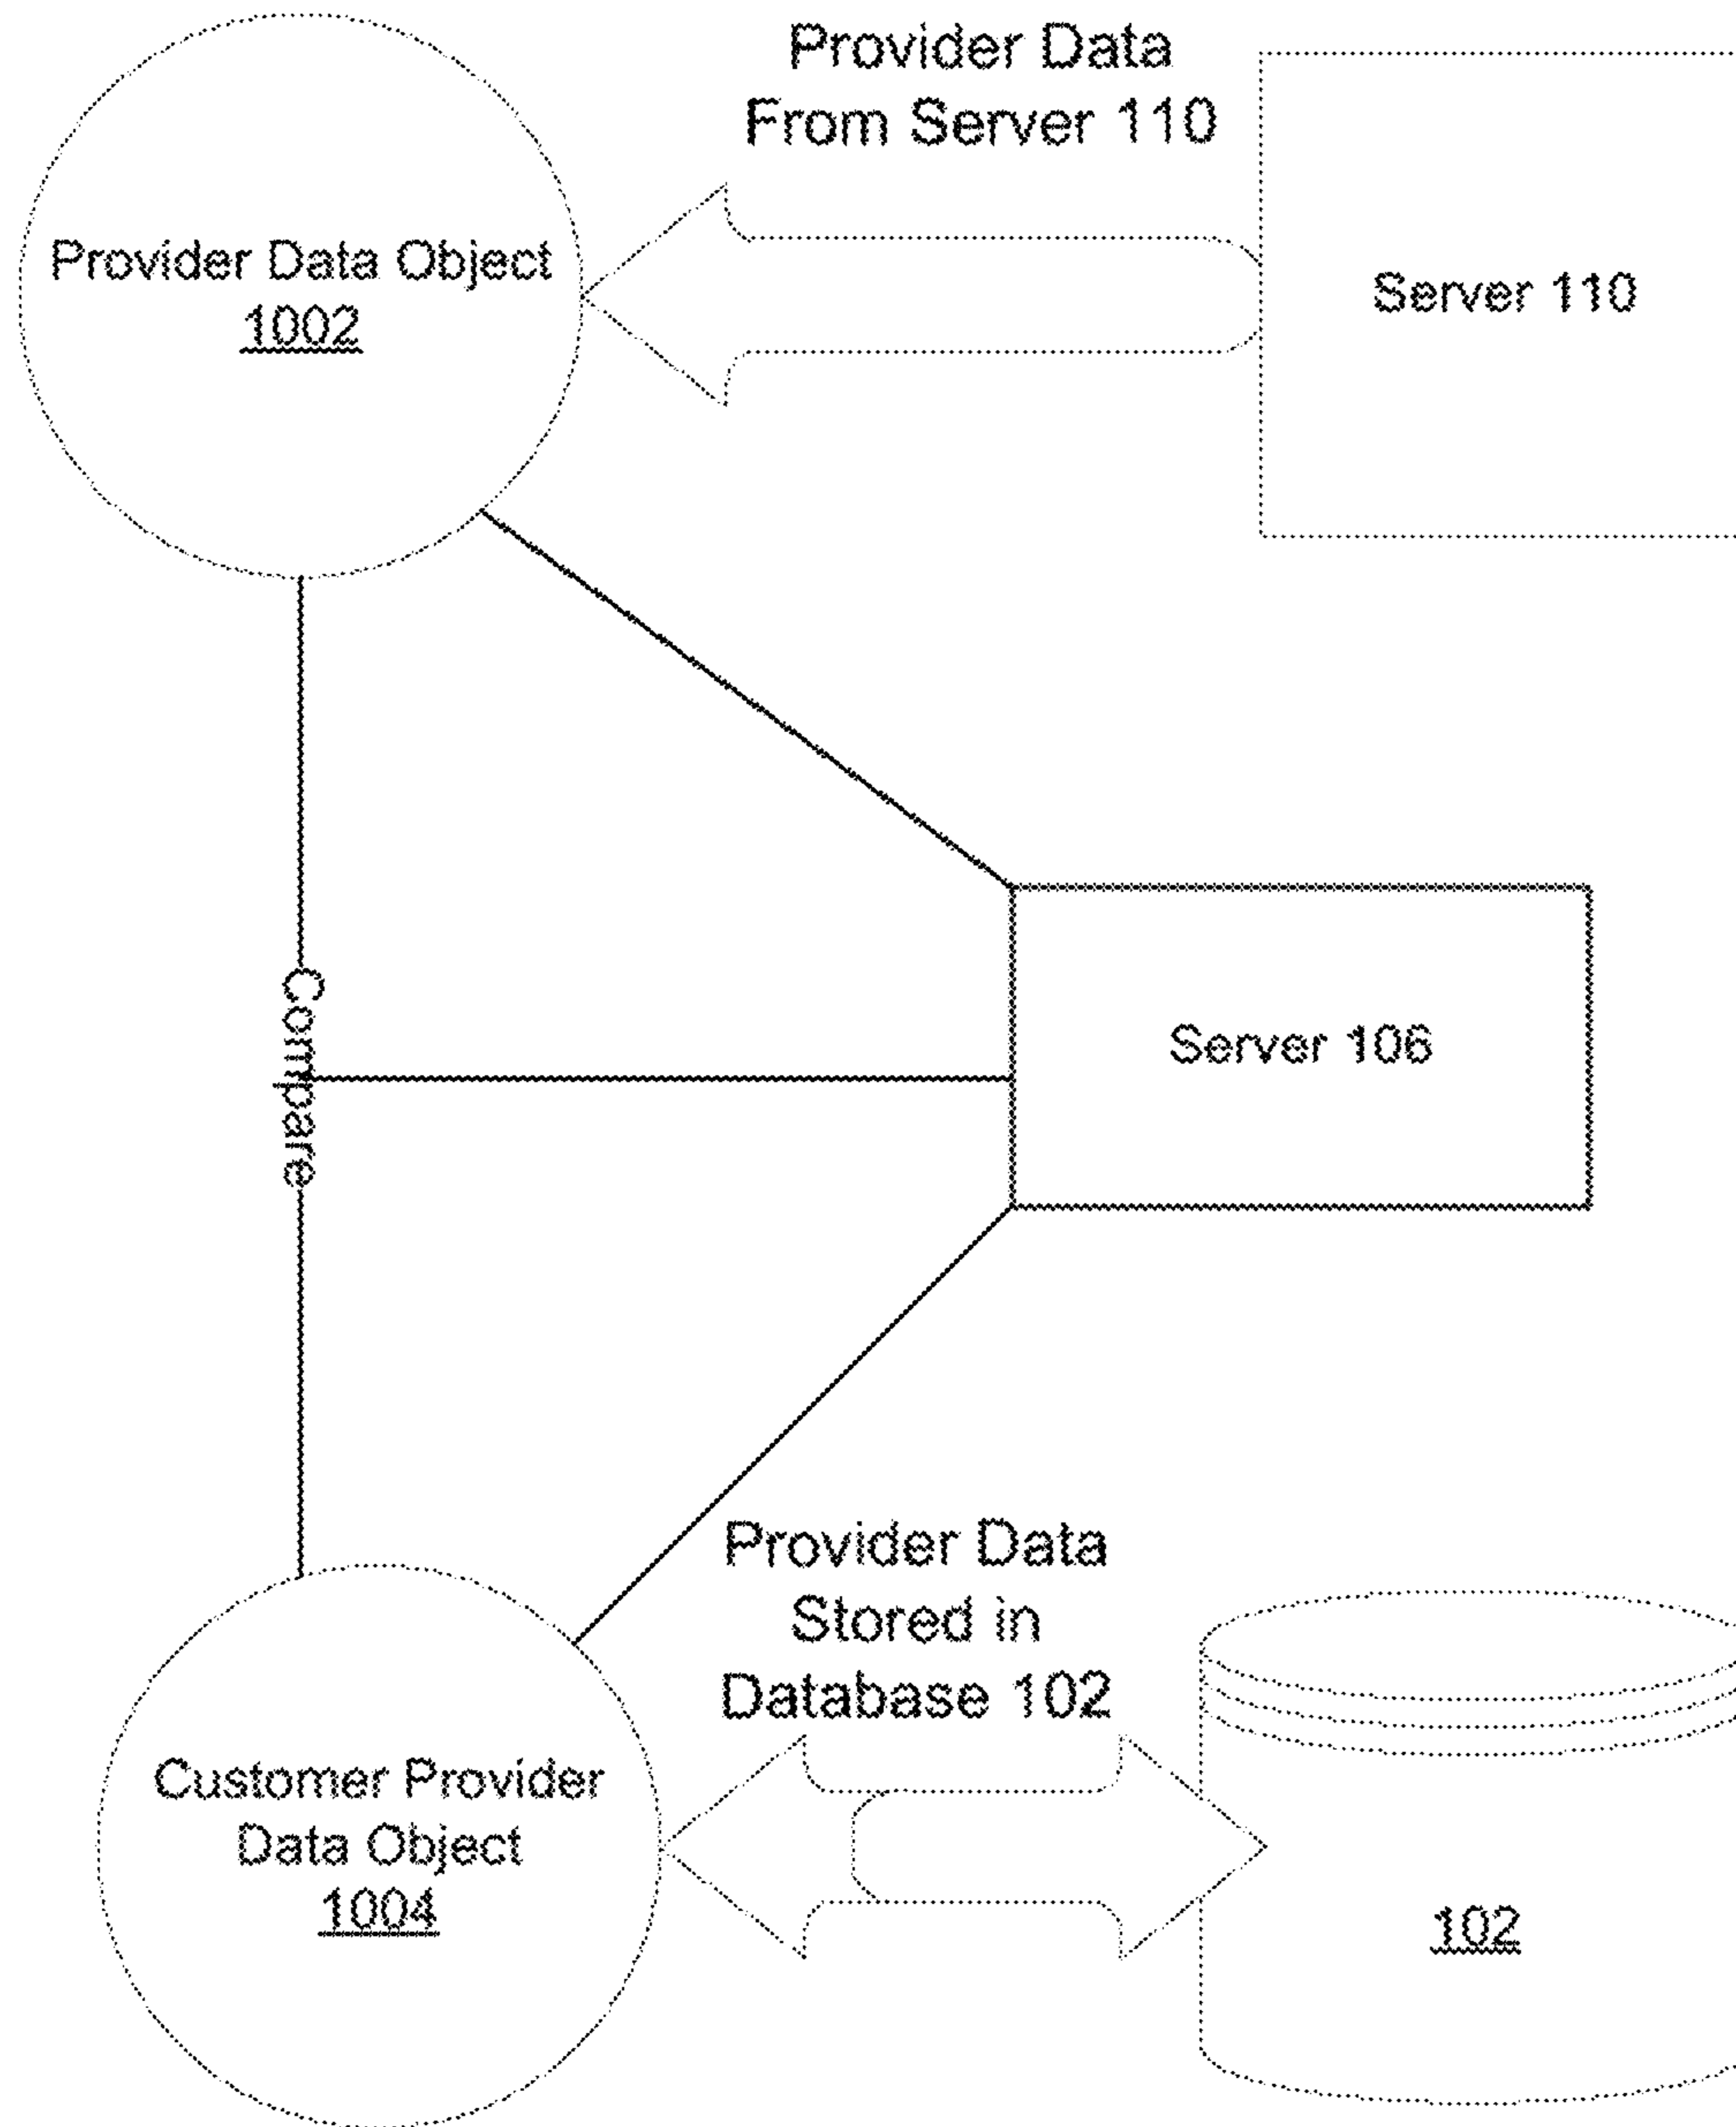 Provider Data
From Server 110
Provider Data Object
1002
Server 110
Compare
Server 106
Provider Data
Stored in
Database 102
Customer Provider
Data Object
1004
102